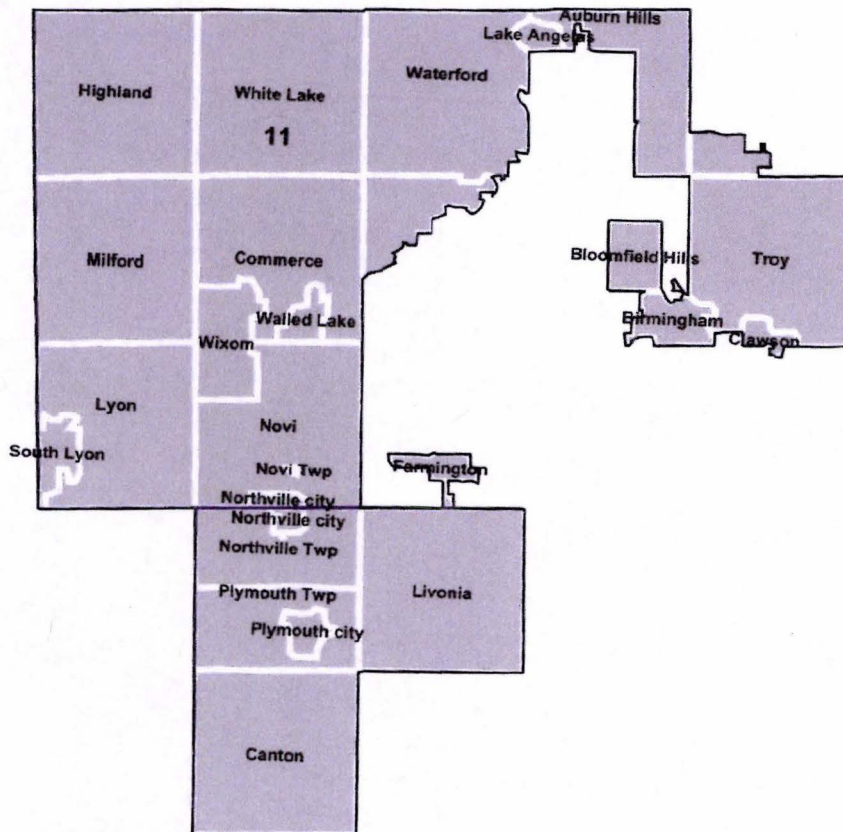 Auburn Hills
Lake Angelus
Waterford
Highland
White Lake
11
Milford
Commerce
Bloomfield Hills
Troy
Walled Lake
Birmingham
Wixom
Clawson
Lyon
Novi
South Lyon
Novi Twp
Farmington
Northville city
Northville city
Northville Twp
Plymouth Twp
Livonia
Plymouth city
Canton